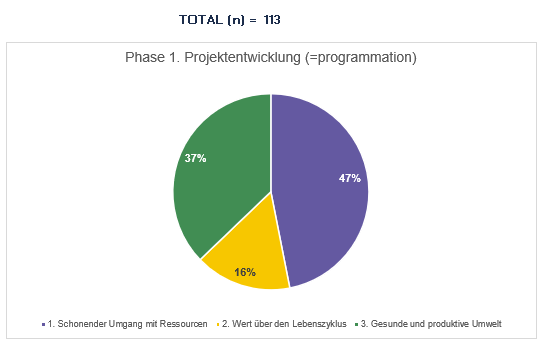 TOTAL (n) = 113
Phase 1. Projektentwicklung (=programmation)
37%
47%
16%
1. Schonender Umgang mit Ressourcen 2. Wert über den Lebenszyklus 3. Gesunde und produktive Umwelt